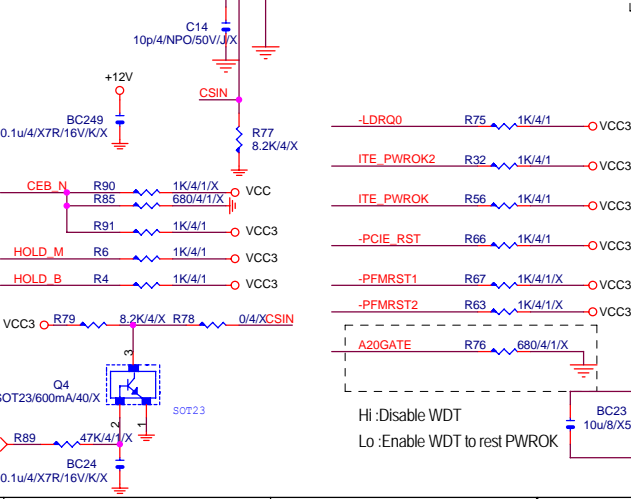 C14
10p/4/NPO/50V/J/X
+12V
BC249
0.1u/4/X7R/16V/K/X
CSIN
R77
8.2K/4/X
-LDRQ0 R75 1K/4/1 VCC3
ITE_PWROK2 R32 1K/4/1 VCC3
ITE_PWROK R56 1K/4/1 VCC3
-PCIE_RST R66 1K/4/1 VCC3
-PFMRST1 R67 1K/4/1/X VCC3
-PFMRST2 R63 1K/4/1/X VCC3
A20GATE R76 680/4/1/X
CEB_N R90 1K/4/1/X VCC
R85 680/4/1/X
R91 1K/4/1 VCC3
HOLD_M R6 1K/4/1 VCC3
HOLD_B R4 1K/4/1 VCC3
VCC3 R79 8.2K/4/X R78 0/4/X CSIN
3
Q4
SOT23/600mA/40/X
SOT23
2 1
R89 47K/4/1/X
BC24
0.1u/4/X7R/16V/K/X
Hi :Disable WDT
Lo :Enable WDT to rest PWROK
BC23
10u/8/X5